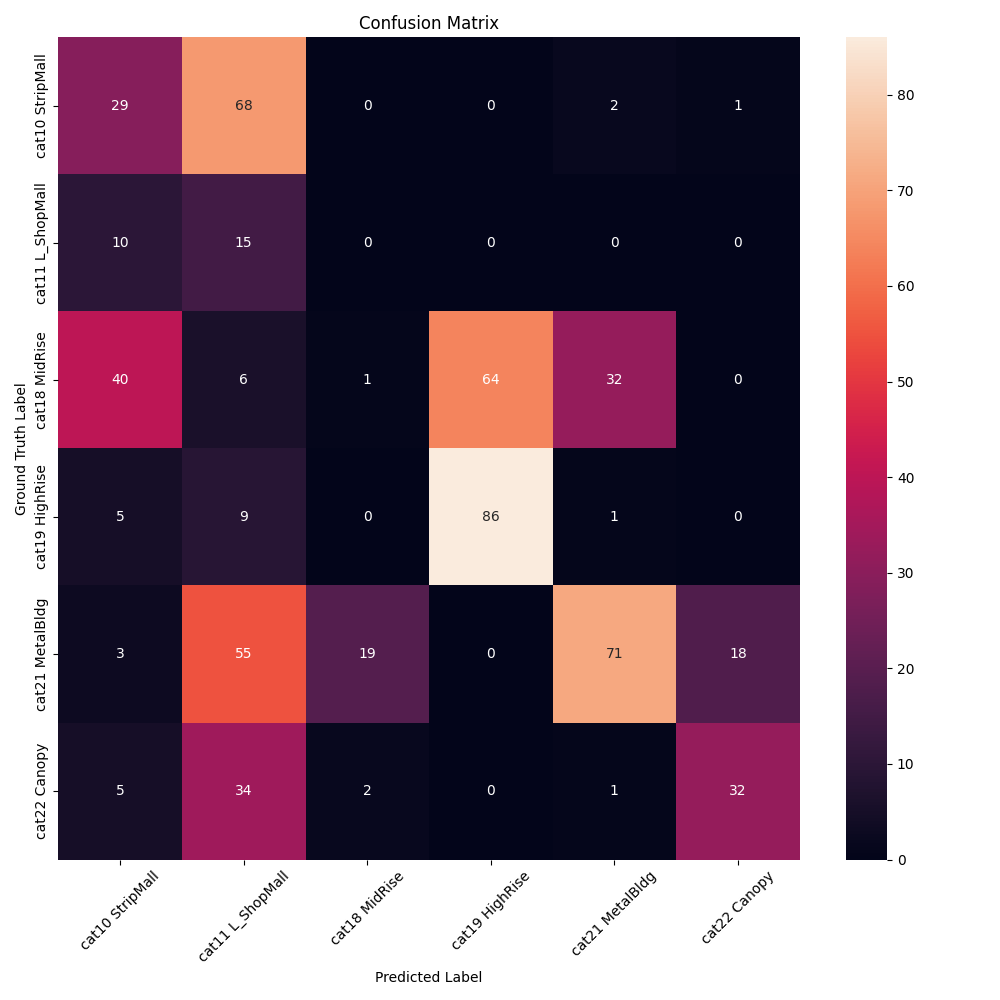 Confusion Matrix
Ground Truth Label
cat10 StripMall
29 68 0 0 2 1
cat11 L_ShopMall
10 15 0 0 0 0
cat18 MidRise
40 6 1 64 32 0
cat19 HighRise
5 9 0 86 1 0
cat21 MetalBldg
3 55 19 0 71 18
cat22 Canopy
5 34 2 0 1 32
cat10 StripMall
cat11 L_ShopMall
cat18 MidRise
cat19 HighRise
cat21 MetalBldg
cat22 Canopy
Predicted Label
80
70
60
50
40
30
20
10
0